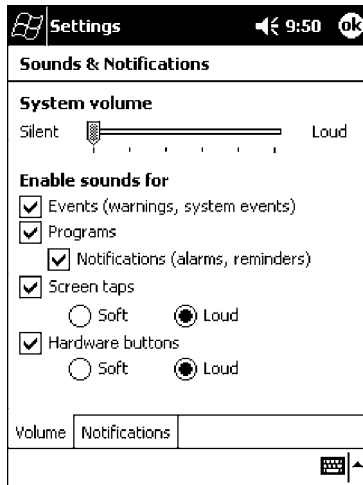 Settings 9:50 ok
Sounds & Notifications
System volume
Silent Loud
Enable sounds for
Events (warnings, system events)
Programs
Notifications (alarms, reminders)
Screen taps
Soft Loud
Hardware buttons
Soft Loud
Volume Notifications